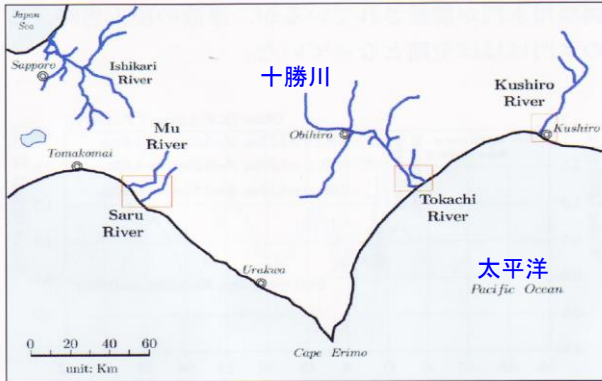 Japan
Sea
Sapporo
Ishikari
River
十勝川
Kushiro
River
Mu
River
Obihiro
Kushiro
Tomakomai
Saru
River
Tokachi
River
Urakwa
太平洋
Pacific Ocean
0 20 40 60
unit: Km
Cape Erimo